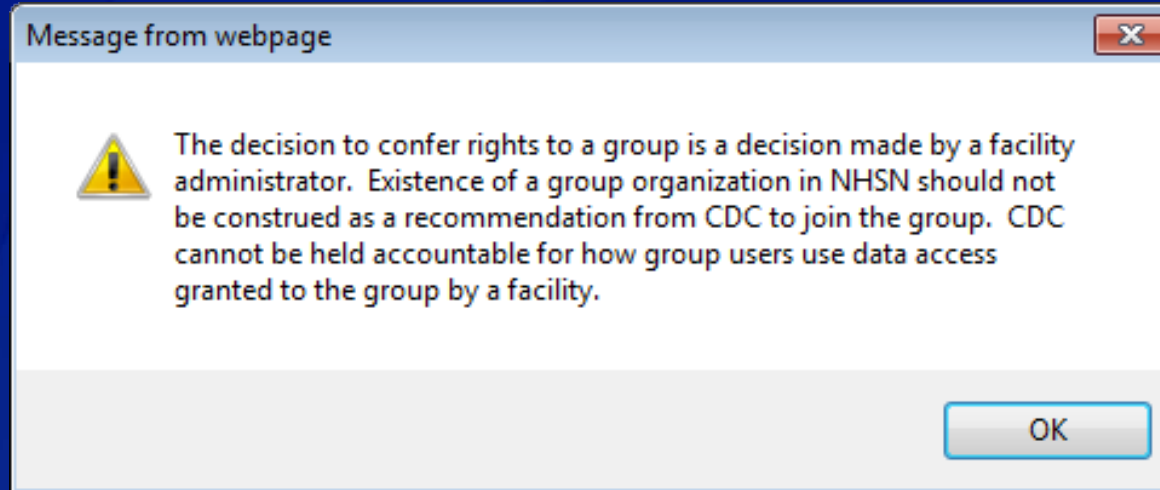 Message from webpage
The decision to confer rights to a group is a decision made by a facility
administrator.  Existence of a group organization in NHSN should not
be construed as a recommendation from CDC to join the group.  CDC
cannot be held accountable for how group users use data access
granted to the group by a facility.
OK